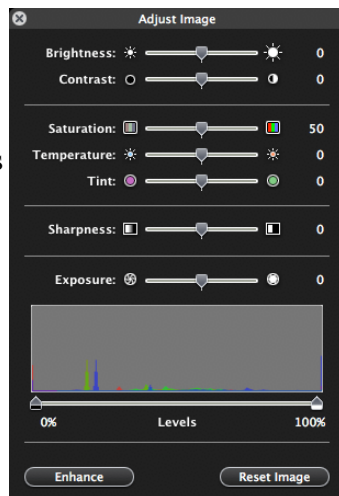 Adjust Image
Brightness: 0
Contrast: 0
Saturation: 50
Temperature: 0
Tint: 0
Sharpness: 0
Exposure: 0
0% Levels 100%
Enhance Reset Image